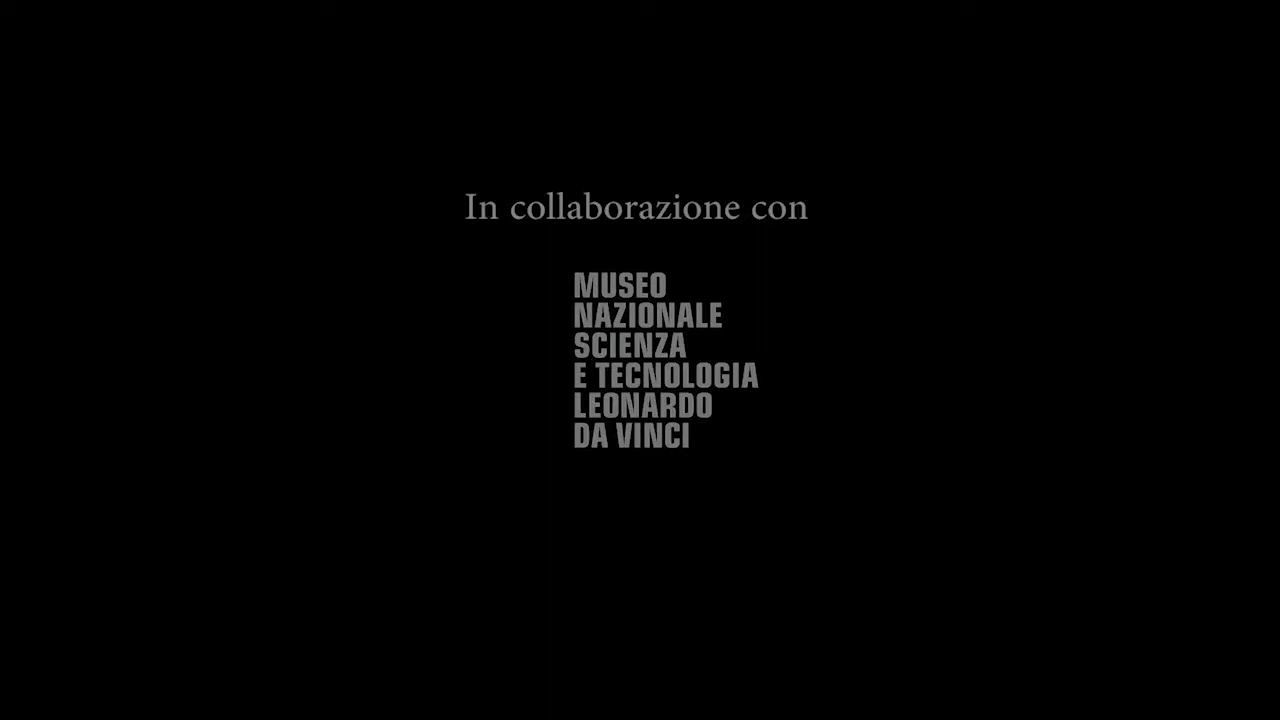 In collaborazione con
MUSEO
NAZIONALE
SCIENZA
E TECNOLOGIA
LEONARDO
DA VINCI